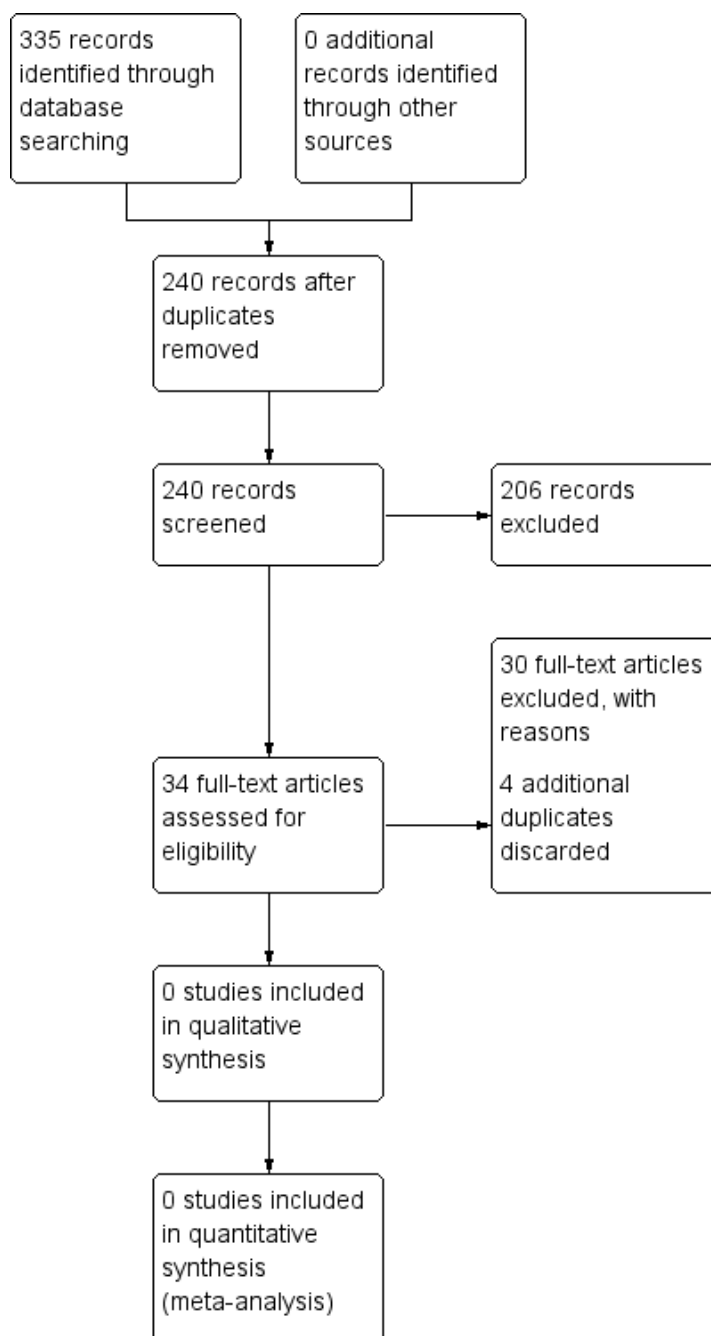 335 records
identified through
database
searching
0 additional
records identified
through other
sources
240 records after
duplicates
removed
240 records
screened
206 records
excluded
34 full-text articles
assessed for
eligibility
30 full-text articles
excluded, with
reasons
4 additional
duplicates
discarded
0 studies included
in qualitative
synthesis
0 studies included
in quantitative
synthesis
(meta-analysis)